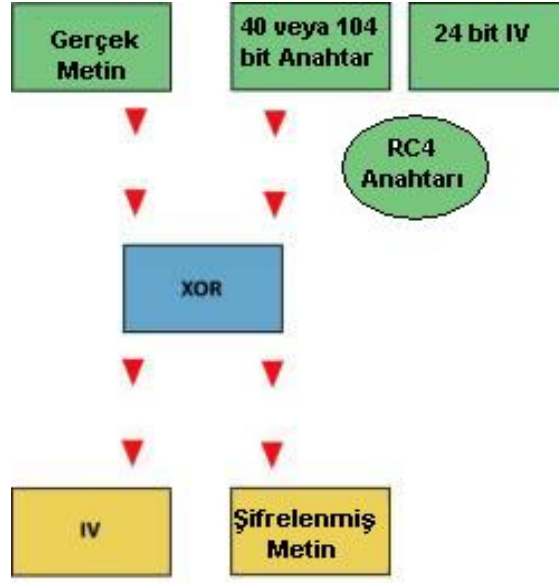 Gerçek
Metin
40 veya 104
bit Anahtar
24 bit IV
RC4
Anahtarı
XOR
IV
Şifrelenmiş
Metin